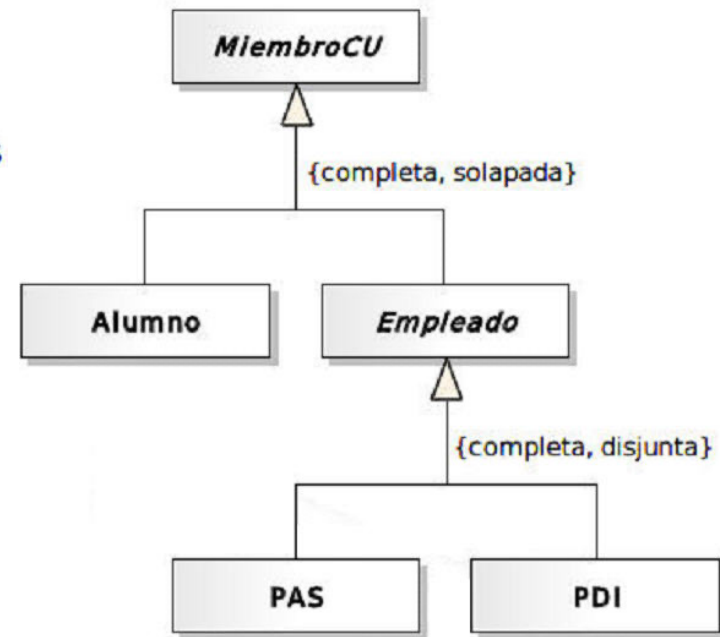 MiembroCU
{completa, solapada}
Alumno
Empleado
{completa, disjunta}
PAS
PDI